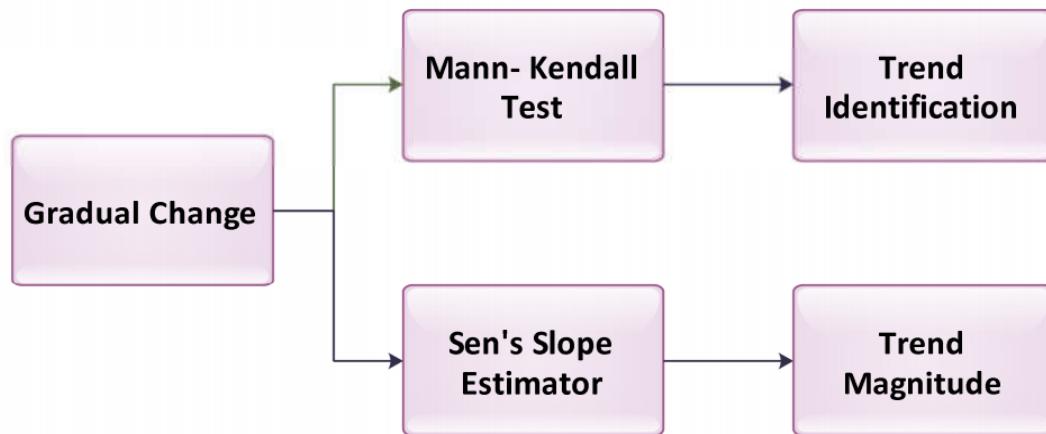 Mann- Kendall
Test
Trend
Identification
Gradual Change
Sen's Slope
Estimator
Trend
Magnitude